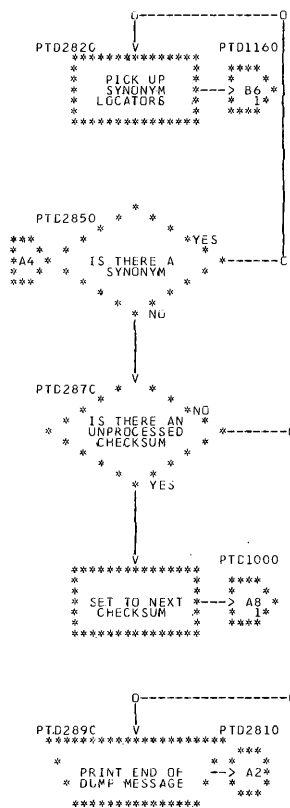 PTD2820 PTD1160
PICK UP
SYNONYM B6
LOCATORS 1
PTD2850
YES
A4 IS THERE A
SYNONYM
NO
PTD2870
NO
IS THERE AN
UNPROCESSED
CHECKSUM
YES
PTD1000
SET TO NEXT A8
CHECKSUM 1
PTD2890 PTD2810
PRINT END OF A2
DUMP MESSAGE